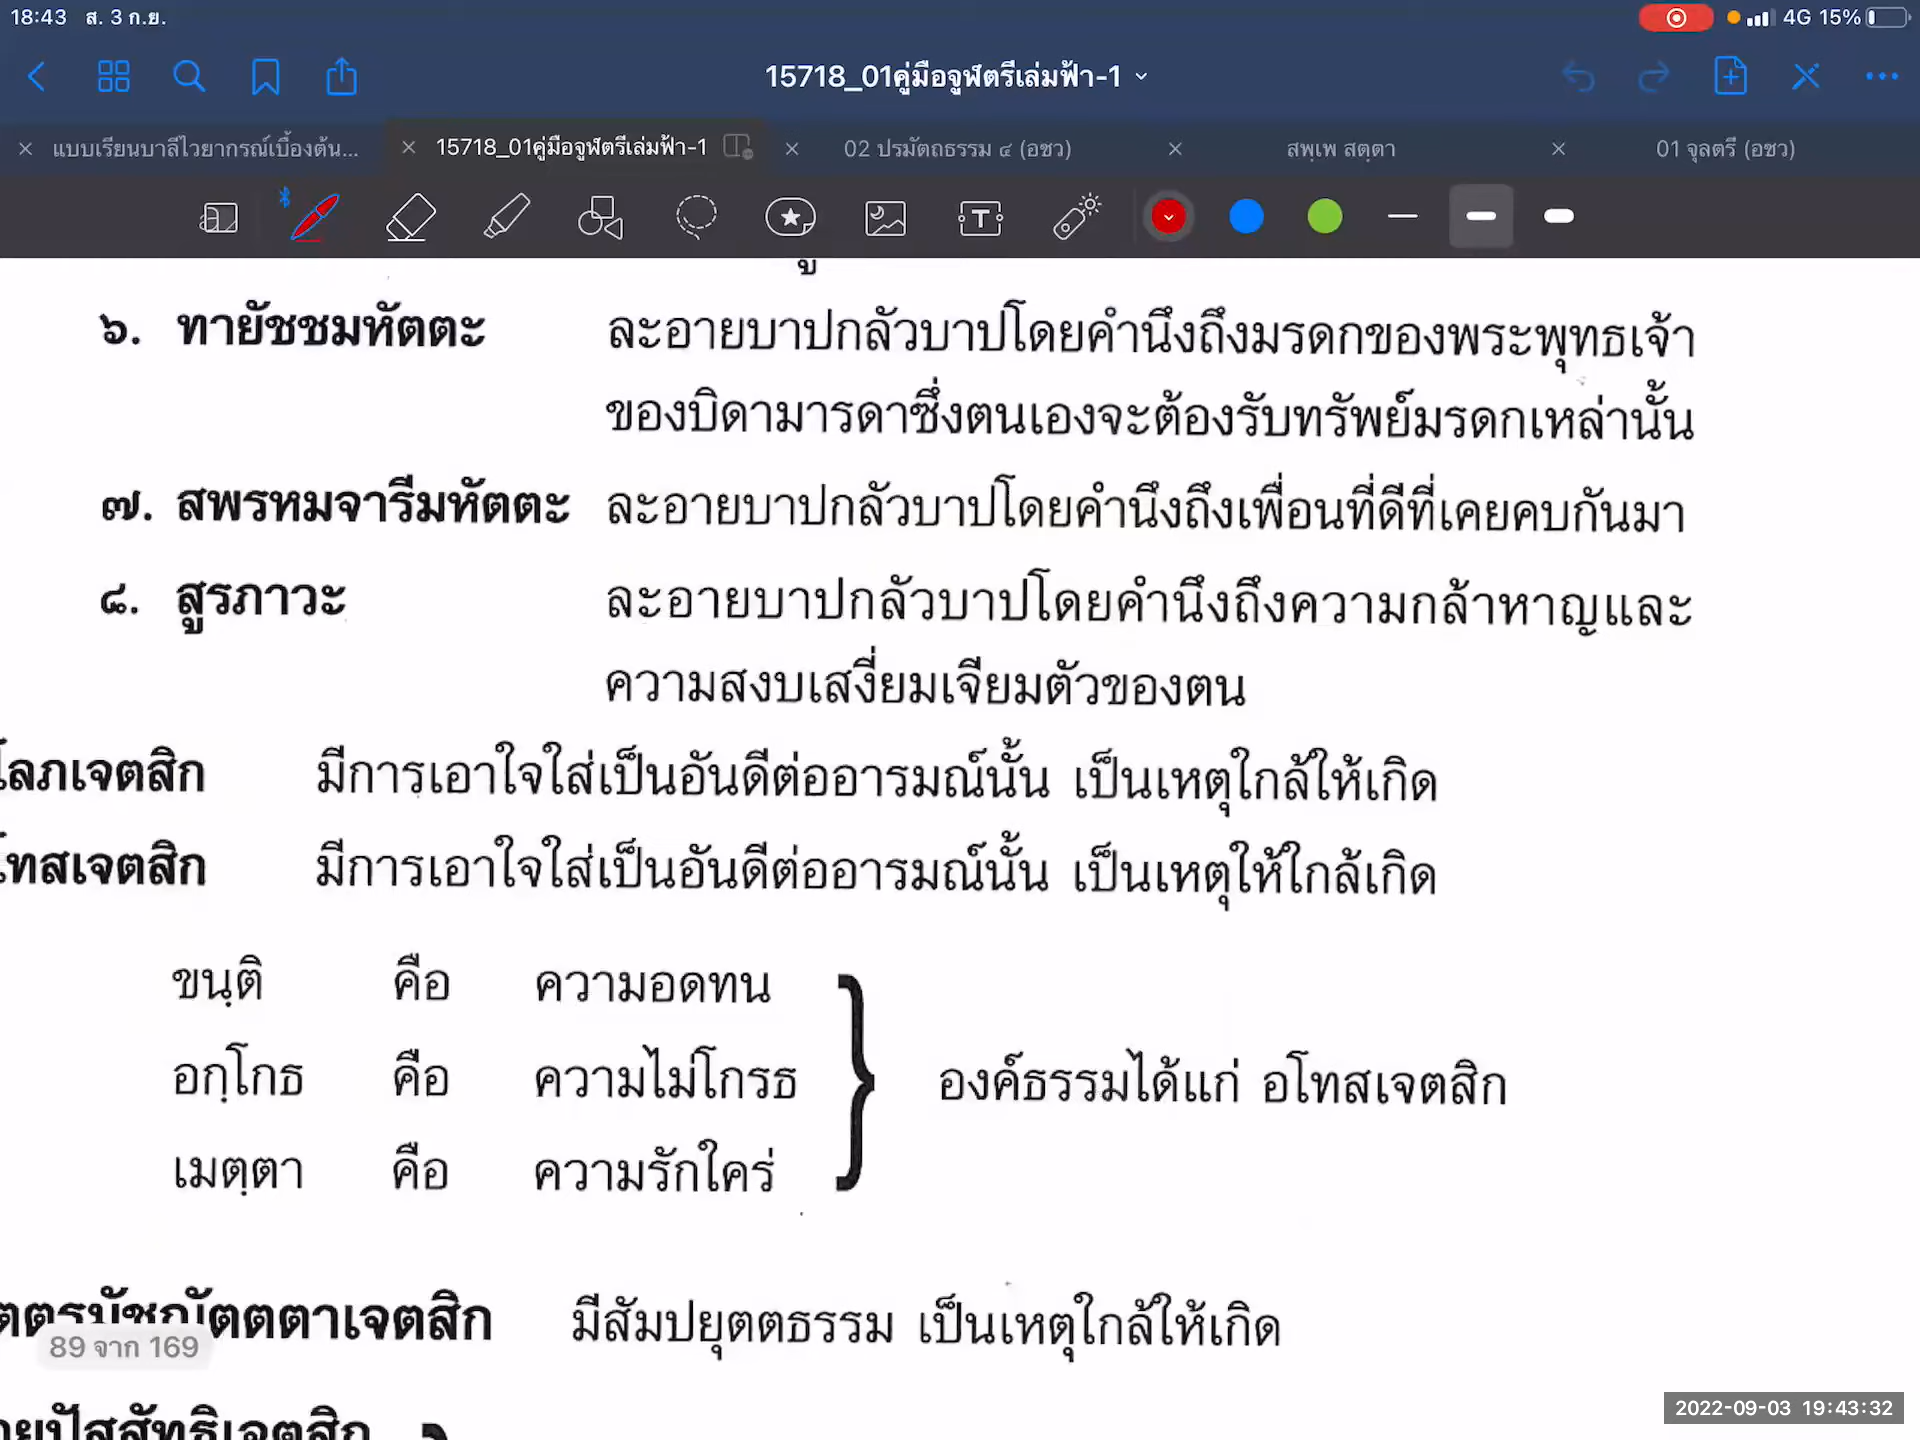 18:43 ส. 3 ก.ย. 4G 15%
15718_01คู่มือจูฬตรีเล่มฟ้า-1
แบบเรียนบาลีไวยากรณ์เบื้องต้น... 15718_01คู่มือจูฬตรีเล่มฟ้า-1 02 ปรมัตถธรรม ๔ (อชว) สพฺเพ สตฺตา 01 จุลตรี (อชว)
๖. ทายัชชมหัตตะ ละอายบาปกลัวบาปโดยคำนึงถึงมรดกของพระพุทธเจ้า
ของบิดามารดาซึ่งตนเองจะต้องรับทรัพย์มรดกเหล่านั้น
๗. สพรหมจารีมหัตตะ ละอายบาปกลัวบาปโดยคำนึงถึงเพื่อนที่ดีที่เคยคบกันมา
๘. สูรภาวะ ละอายบาปกลัวบาปโดยคำนึงถึงความกล้าหาญและ
ความสงบเสงี่ยมเจียมตัวของตน
โลภเจตสิก มีการเอาใจใส่เป็นอันดีต่ออารมณ์นั้น เป็นเหตุใกล้ให้เกิด
โทสเจตสิก มีการเอาใจใส่เป็นอันดีต่ออารมณ์นั้น เป็นเหตุให้ใกล้เกิด
ขนฺติ คือ ความอดทน
อกฺโกธ คือ ความไม่โกรธ
องค์ธรรมได้แก่ อโทสเจตสิก
เมตฺตา คือ ความรักใคร่
ตตรมัชฌัตตตาเจตสิก มีสัมปยุตตธรรม เป็นเหตุใกล้ให้เกิด
89 จาก 169
2022-09-03 19:43:32